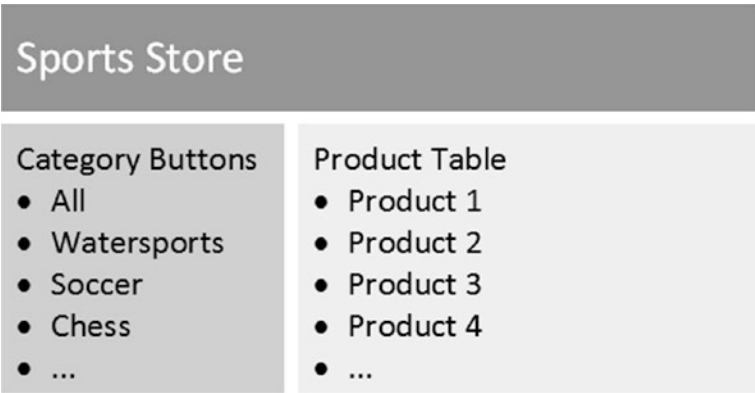 Sports Store
Category Buttons
• All
• Watersports
• Soccer
• Chess
• ...
Product Table
• Product 1
• Product 2
• Product 3
• Product 4
• ...